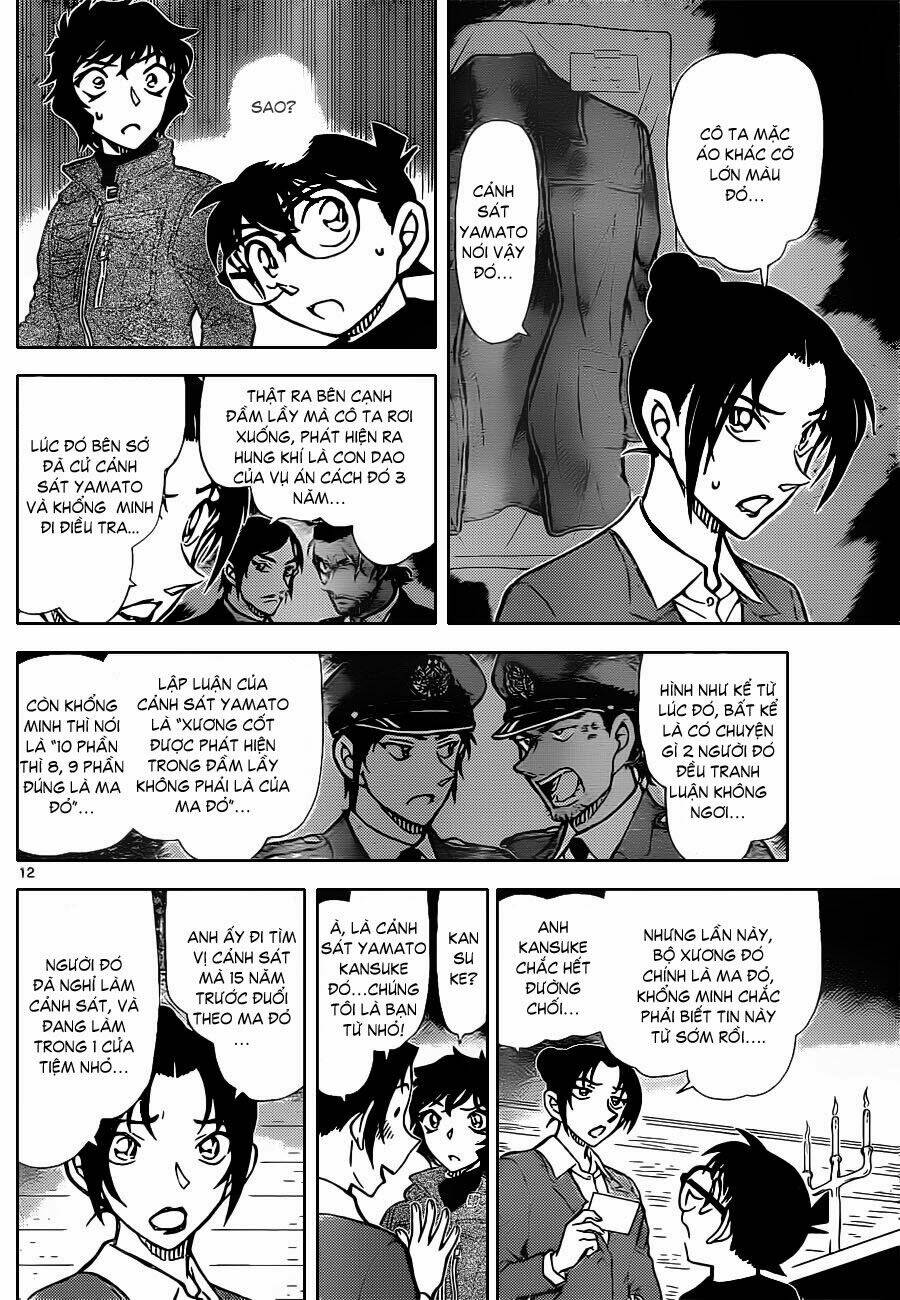 CÔ TA MẶC
ÁO KHÁC CỠ
LỚN MÀU
ĐỎ...
CẢNH
SÁT
YAMATO
NÓI VẬY
ĐÓ...
SAO?
THẬT RA BÊN CẠNH
ĐẦM LẦY MÀ CÔ TA RƠI
XUỐNG, PHÁT HIỆN RA
HUNG KHÍ LÀ CON DAO
CỦA VỤ ÁN CÁCH ĐÓ 3
NĂM...
LÚC ĐÓ BÊN SỞ
ĐÃ CỬ CẢNH
SÁT YAMATO
VÀ KHỔNG MINH
ĐI ĐIỀU TRA...
HÌNH NHƯ KỂ TỪ
LÚC ĐÓ, BẤT KỂ
LÀ CÓ CHUYỆN
GÌ 2 NGƯỜI ĐÓ
ĐỀU TRANH
LUẬN KHÔNG
NGƠI...
LẬP LUẬN CỦA
CẢNH SÁT YAMATO
LÀ "XƯƠNG CỐT
ĐƯỢC PHÁT HIỆN
TRONG ĐẦM LẦY
KHÔNG PHẢI LÀ CỦA
MA ĐỎ"...
CÒN KHỔNG
MINH THÌ NÓI
LÀ "10 PHẦN
THÌ 8, 9 PHẦN
ĐÚNG LÀ MA
ĐỎ"...
12
NHƯNG LẦN NÀY,
BỘ XƯƠNG ĐÓ
CHÍNH LÀ MA ĐỎ,
KHỔNG MINH CHẮC
PHẢI BIẾT TIN NÀY
TỪ SỚM RỒI....
ANH
KANSUKE
CHẮC HẾT
ĐƯỜNG
CHỐI...
KAN
SU
KE?
À, LÀ CẢNH
SÁT YAMATO
KANSUKE
ĐÓ...CHÚNG
TÔI LÀ BẠN
TỪ NHỎ!
ANH ẤY ĐI TÌM
VỊ CẢNH SÁT
MÀ 15 NĂM
TRƯỚC ĐUỔI
THEO MA ĐỎ
...
NGƯỜI ĐÓ
ĐÃ NGHỈ LÀM
CẢNH SÁT, VÀ
ĐANG LÀM
TRONG 1 CỬA
TIỆM NHỎ...